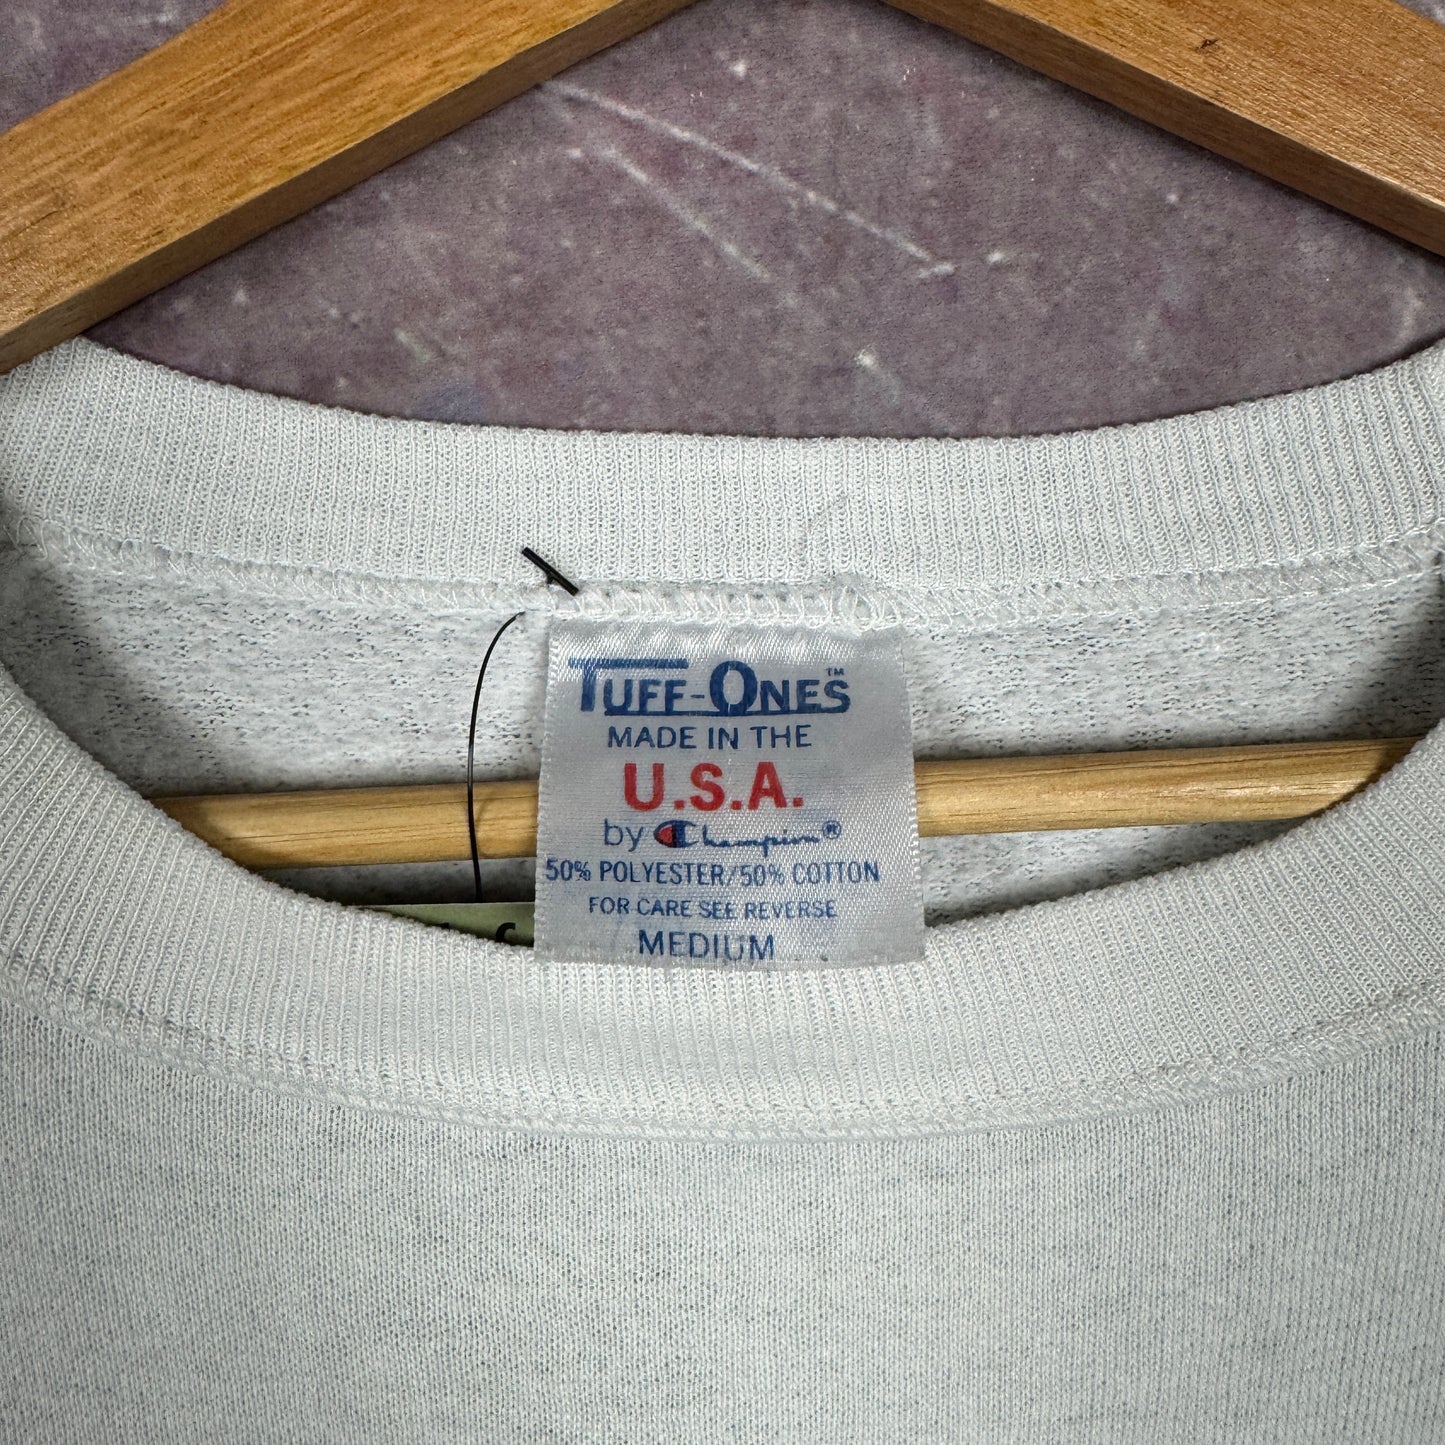 TUFF-ONES™
MADE IN THE
U.S.A.
by Champion®
50% POLYESTER/50% COTTON
FOR CARE SEE REVERSE
MEDIUM